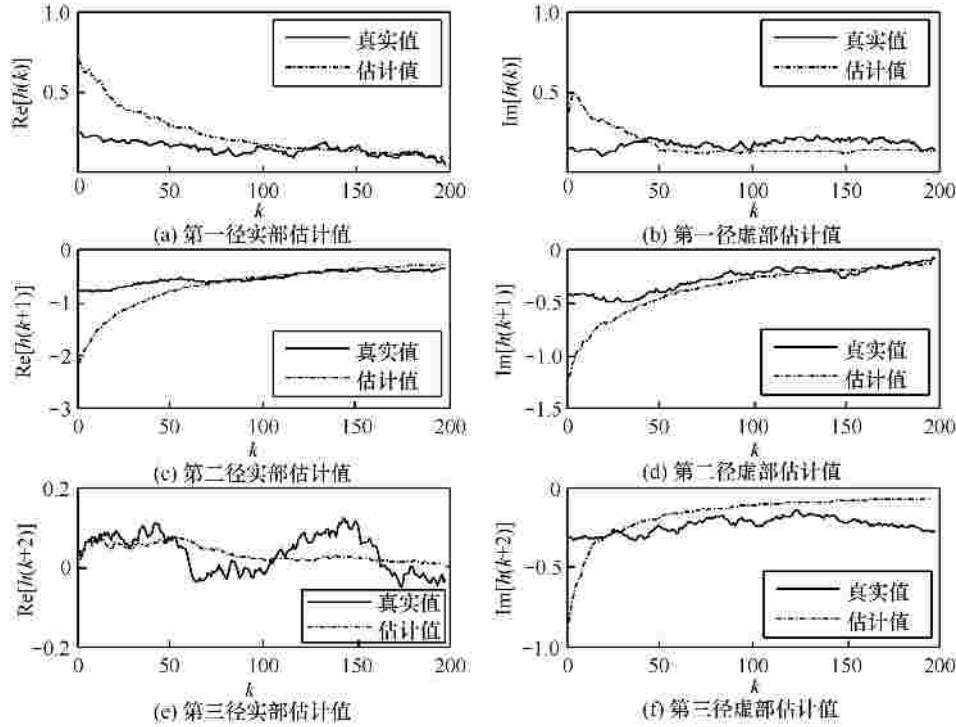 1.0
0.5
Re[h(k)]
真实值
估计值
0 50 100 150 200
k
(a) 第一径实部估计值
1.0
0.5
Im[h(k)]
真实值
估计值
0 50 100 150 200
k
(b) 第一径虚部估计值
0
−1
−2
−3
Re[h(k+1)]
真实值
估计值
0 50 100 150 200
k
(c) 第二径实部估计值
0
−0.5
−1.0
−1.5
Im[h(k+1)]
真实值
估计值
0 50 100 150 200
k
(d) 第二径虚部估计值
0.2
0
−0.2
Re[h(k+2)]
真实值
估计值
0 50 100 150 200
k
(e) 第三径实部估计值
0
−0.5
−1.0
Im[h(k+2)]
真实值
估计值
0 50 100 150 200
k
(f) 第三径虚部估计值